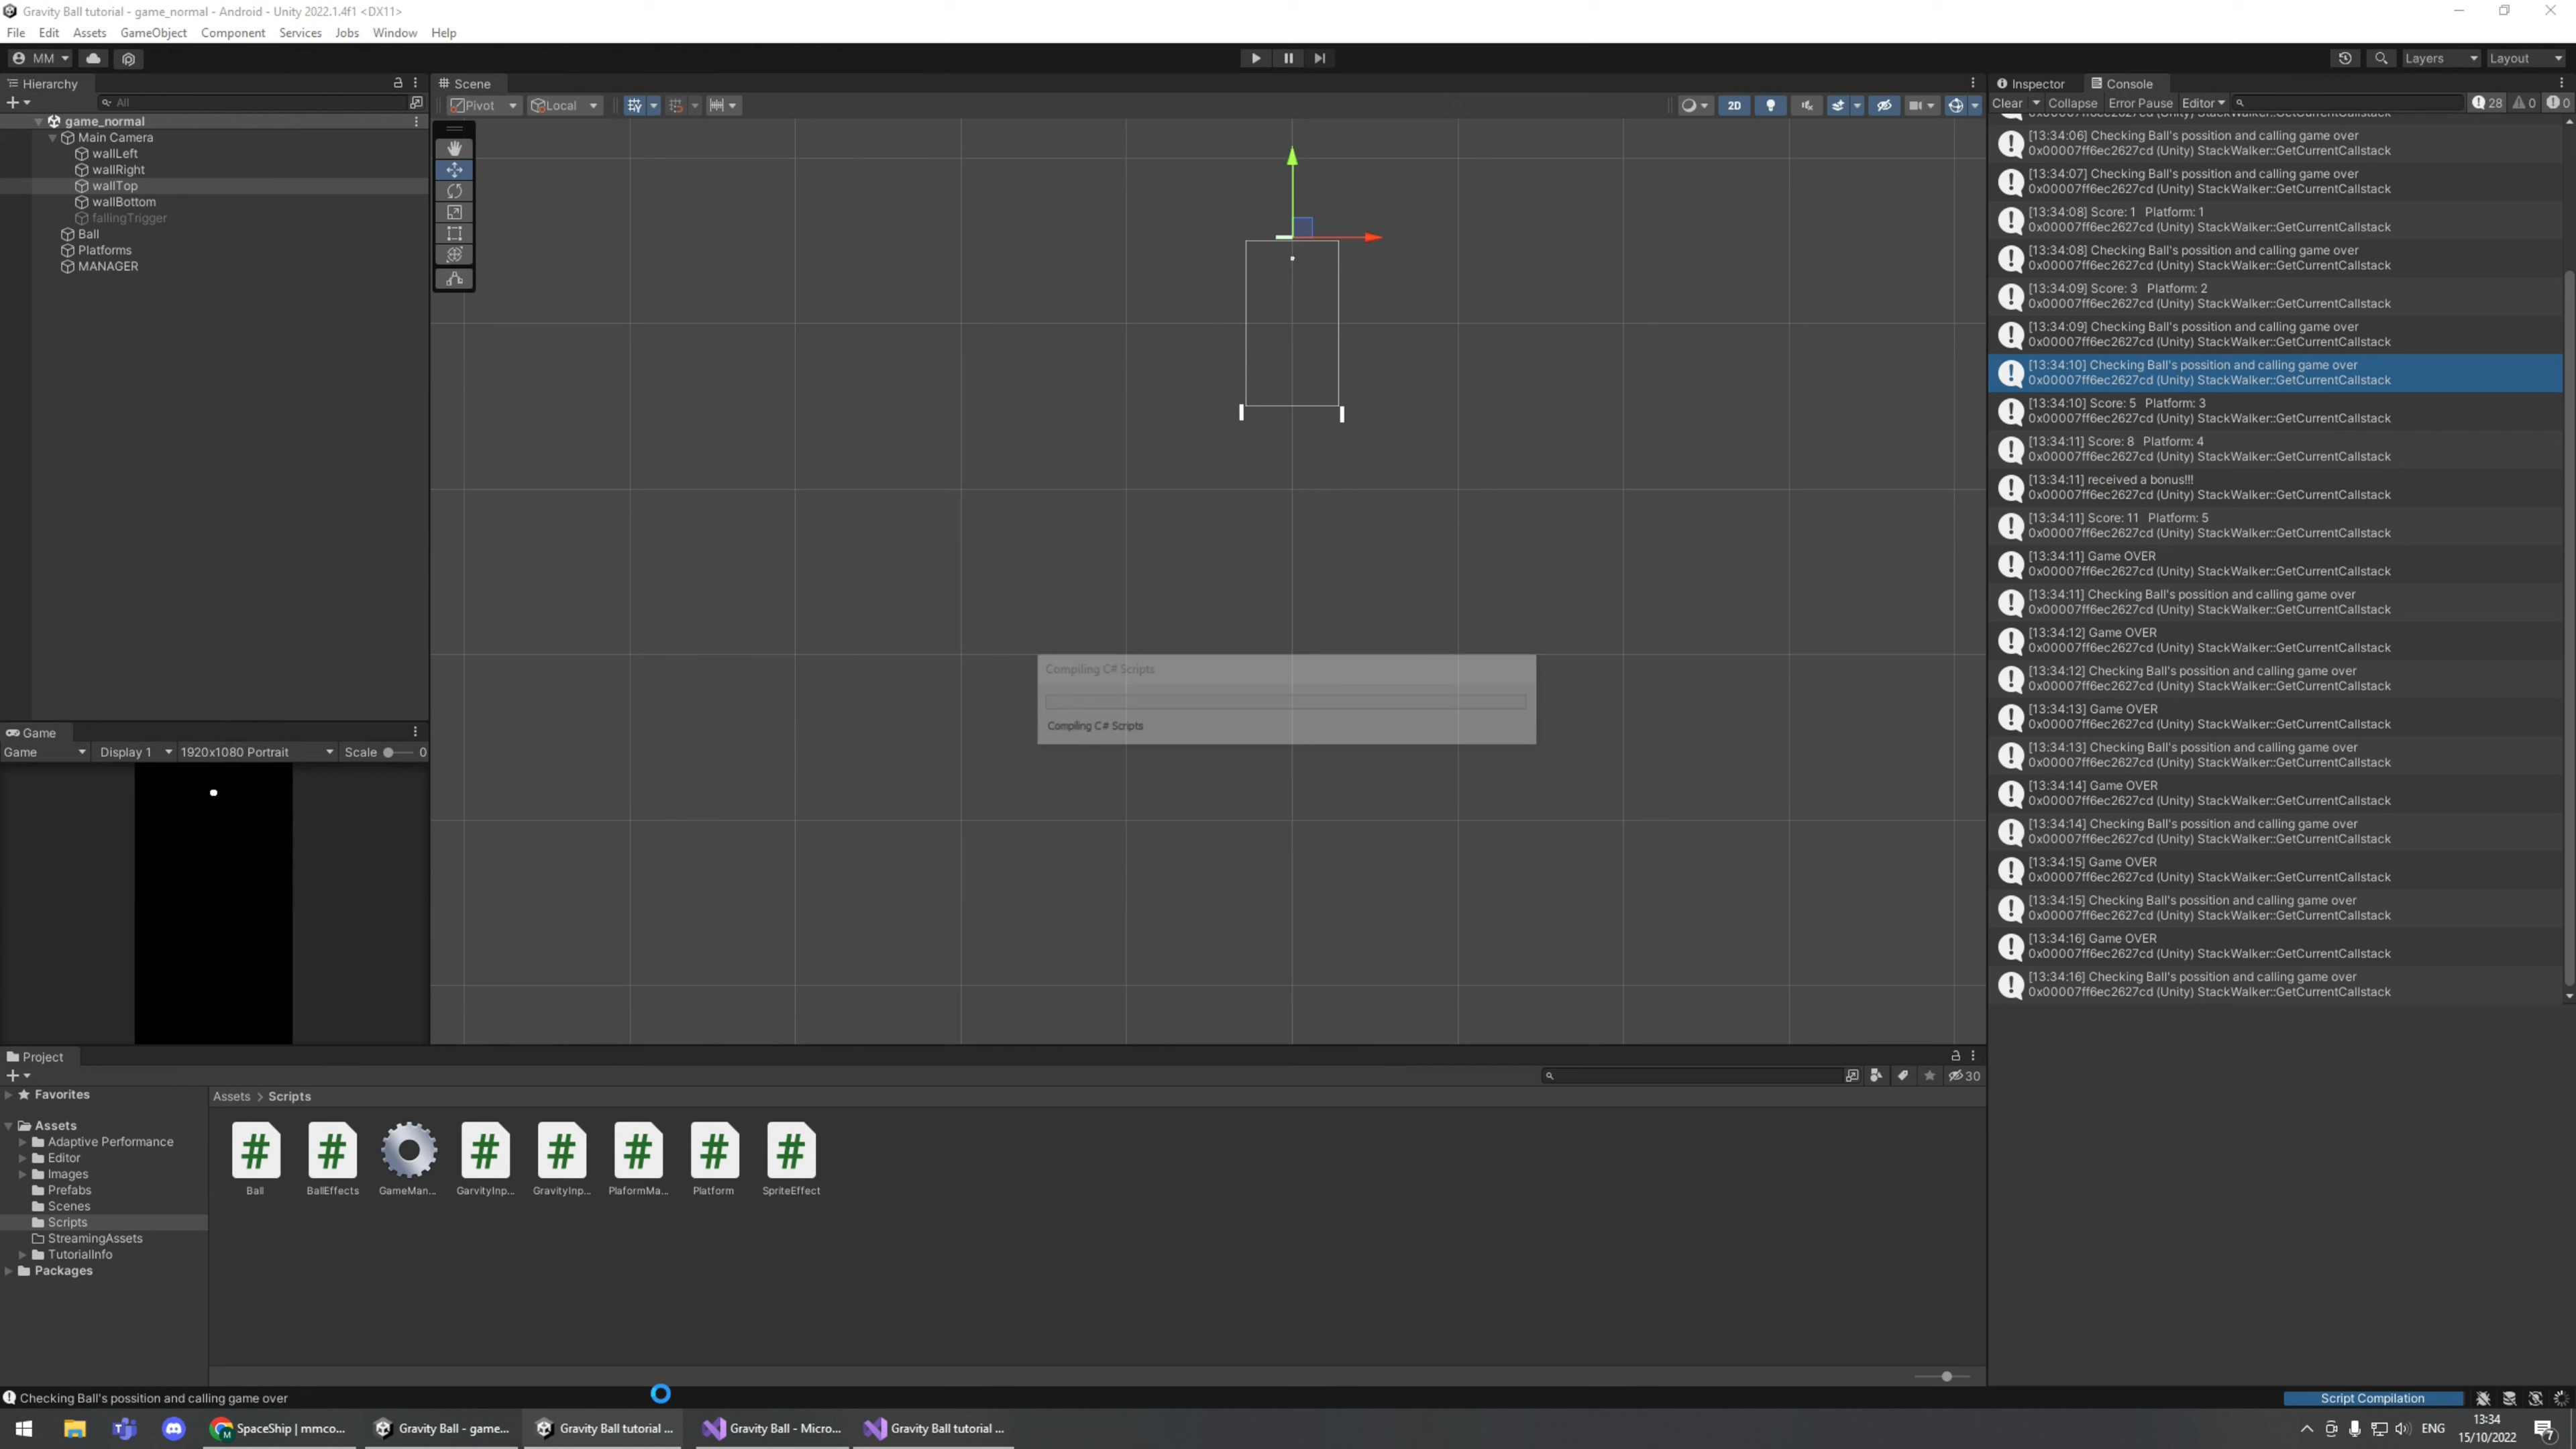 Gravity Ball tutorial - game_normal - Android - Unity 2022.1.4f1 <DX11>
File Edit Assets GameObject Component Services Jobs Window Help
MM
Layers
Layout
Hierarchy
All
game_normal
Main Camera
wallLeft
wallRight
wallTop
wallBottom
fallingTrigger
Ball
Platforms
MANAGER
Scene
Pivot
Local
2D
Game
Game
Display 1
1920x1080 Portrait
Scale
0
Compiling C# Scripts
Compiling C# Scripts
Inspector
Console
Clear
Collapse
Error Pause
Editor
28
0
0
0x00007ff6ec2627cd (Unity) StackWalker::GetCurrentCallstack
[13:34:06] Checking Ball's possition and calling game over
0x00007ff6ec2627cd (Unity) StackWalker::GetCurrentCallstack
[13:34:07] Checking Ball's possition and calling game over
0x00007ff6ec2627cd (Unity) StackWalker::GetCurrentCallstack
[13:34:08] Score: 1 Platform: 1
0x00007ff6ec2627cd (Unity) StackWalker::GetCurrentCallstack
[13:34:08] Checking Ball's possition and calling game over
0x00007ff6ec2627cd (Unity) StackWalker::GetCurrentCallstack
[13:34:09] Score: 3 Platform: 2
0x00007ff6ec2627cd (Unity) StackWalker::GetCurrentCallstack
[13:34:09] Checking Ball's possition and calling game over
0x00007ff6ec2627cd (Unity) StackWalker::GetCurrentCallstack
[13:34:10] Checking Ball's possition and calling game over
0x00007ff6ec2627cd (Unity) StackWalker::GetCurrentCallstack
[13:34:10] Score: 5 Platform: 3
0x00007ff6ec2627cd (Unity) StackWalker::GetCurrentCallstack
[13:34:11] Score: 8 Platform: 4
0x00007ff6ec2627cd (Unity) StackWalker::GetCurrentCallstack
[13:34:11] received a bonus!!!
0x00007ff6ec2627cd (Unity) StackWalker::GetCurrentCallstack
[13:34:11] Score: 11 Platform: 5
0x00007ff6ec2627cd (Unity) StackWalker::GetCurrentCallstack
[13:34:11] Game OVER
0x00007ff6ec2627cd (Unity) StackWalker::GetCurrentCallstack
[13:34:11] Checking Ball's possition and calling game over
0x00007ff6ec2627cd (Unity) StackWalker::GetCurrentCallstack
[13:34:12] Game OVER
0x00007ff6ec2627cd (Unity) StackWalker::GetCurrentCallstack
[13:34:12] Checking Ball's possition and calling game over
0x00007ff6ec2627cd (Unity) StackWalker::GetCurrentCallstack
[13:34:13] Game OVER
0x00007ff6ec2627cd (Unity) StackWalker::GetCurrentCallstack
[13:34:13] Checking Ball's possition and calling game over
0x00007ff6ec2627cd (Unity) StackWalker::GetCurrentCallstack
[13:34:14] Game OVER
0x00007ff6ec2627cd (Unity) StackWalker::GetCurrentCallstack
[13:34:14] Checking Ball's possition and calling game over
0x00007ff6ec2627cd (Unity) StackWalker::GetCurrentCallstack
[13:34:15] Game OVER
0x00007ff6ec2627cd (Unity) StackWalker::GetCurrentCallstack
[13:34:15] Checking Ball's possition and calling game over
0x00007ff6ec2627cd (Unity) StackWalker::GetCurrentCallstack
[13:34:16] Game OVER
0x00007ff6ec2627cd (Unity) StackWalker::GetCurrentCallstack
[13:34:16] Checking Ball's possition and calling game over
0x00007ff6ec2627cd (Unity) StackWalker::GetCurrentCallstack
Project
30
Favorites
Assets
Adaptive Performance
Editor
Images
Prefabs
Scenes
Scripts
StreamingAssets
TutorialInfo
Packages
Assets > Scripts
Ball
BallEffects
GameMan...
GarvityInp...
GravityInp...
PlaformMa...
Platform
SpriteEffect
Checking Ball's possition and calling game over
Script Compilation
SpaceShip | mmco...
Gravity Ball - game...
Gravity Ball tutorial ...
Gravity Ball - Micro...
Gravity Ball tutorial ...
ENG
13:34
15/10/2022
7